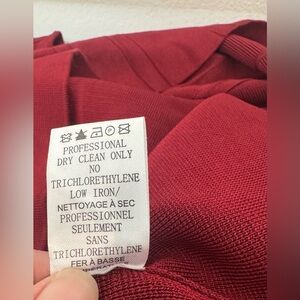 PROFESSIONAL
DRY CLEAN ONLY
NO
TRICHLORETHYLENE
LOW IRON/
NETTOYAGE À SEC
PROFESSIONNEL
SEULEMENT
SANS
TRICHLORETHYLENE
FER À BASSE